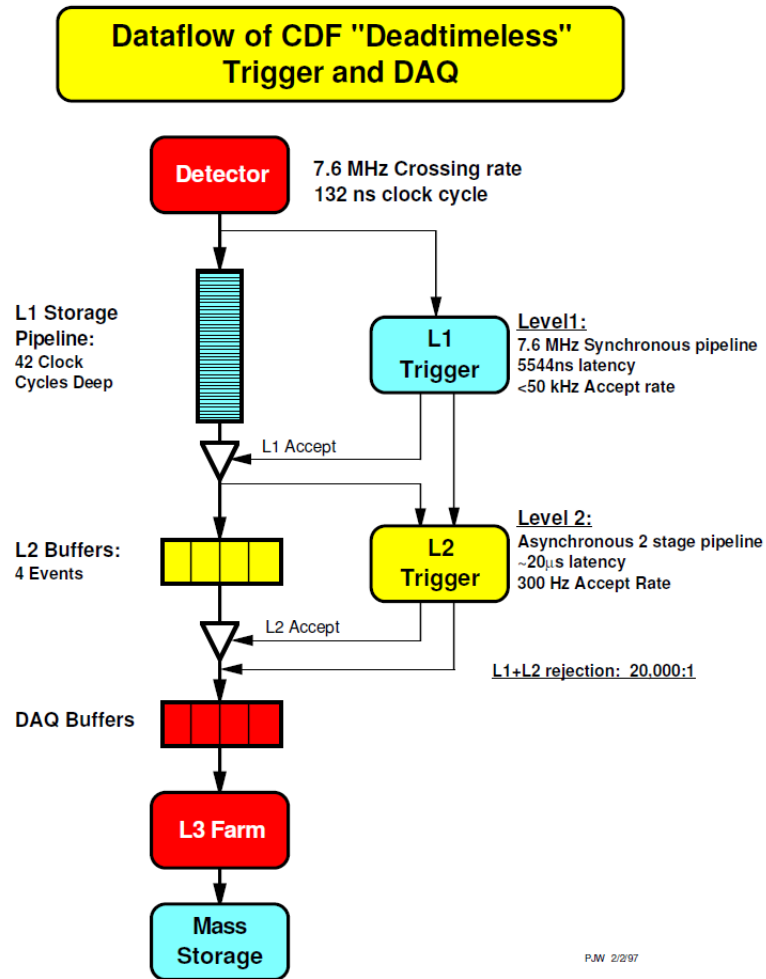 Dataflow of CDF "Deadtimeless"
Trigger and DAQ
Detector
7.6 MHz Crossing rate
132 ns clock cycle
L1 Storage
Pipeline:
42 Clock
Cycles Deep
L1
Trigger
Level1:
7.6 MHz Synchronous pipeline
5544ns latency
<50 kHz Accept rate
L1 Accept
L2 Buffers:
4 Events
L2
Trigger
Level 2:
Asynchronous 2 stage pipeline
~20μs latency
300 Hz Accept Rate
L2 Accept
L1+L2 rejection: 20,000:1
DAQ Buffers
L3 Farm
Mass
Storage
PJW 2/2/97